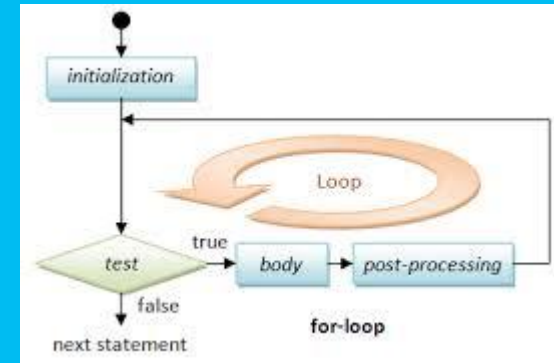 initialization
Loop
true
test
body
post-processing
false
for-loop
next statement